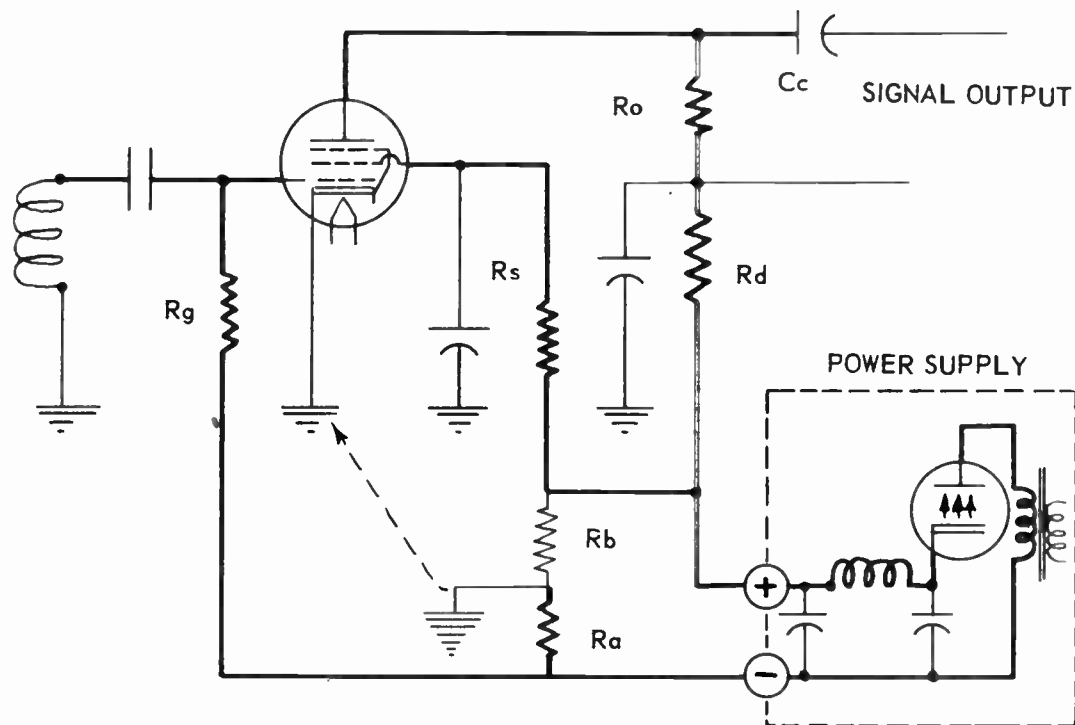 Cc
Ro
SIGNAL OUTPUT
Rs
Rd
Rg
POWER SUPPLY
Rb
+
Ra
−